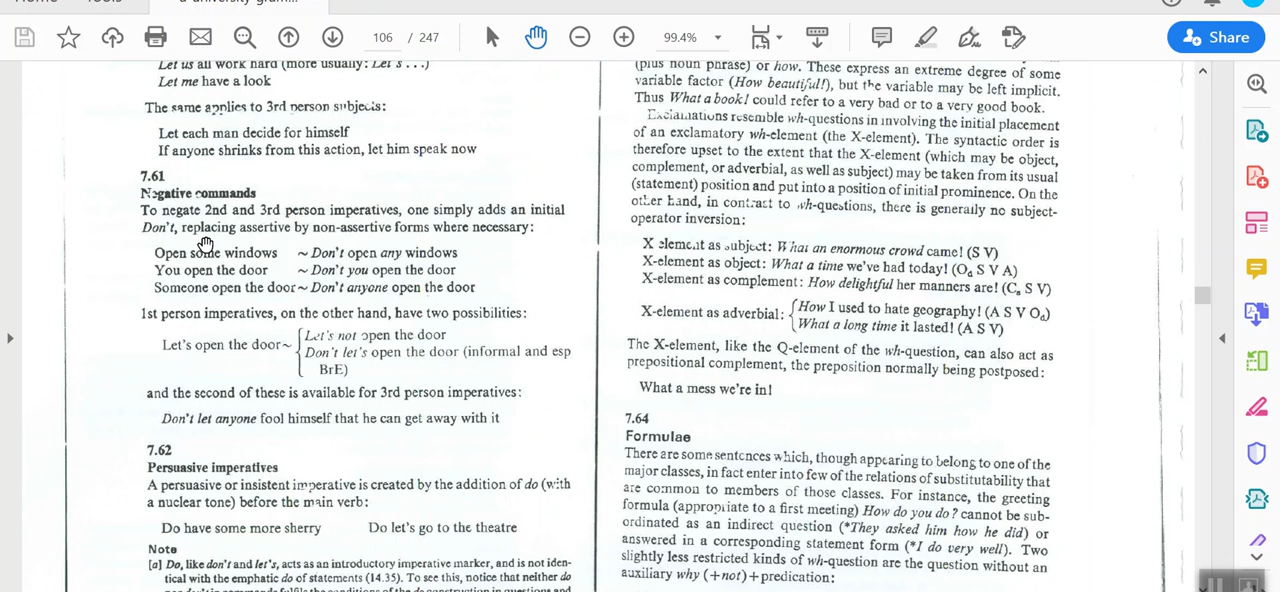 Home Tools a-university-gram...
106 / 247 99.4% Share
Let us all work hard (more usually: Let's . . .)
Let me have a look
The same applies to 3rd person subjects:
Let each man decide for himself
If anyone shrinks from this action, let him speak now
7.61
Negative commands
To negate 2nd and 3rd person imperatives, one simply adds an initial
Don't, replacing assertive by non-assertive forms where necessary:
Open some windows ~ Don't open any windows
You open the door ~ Don't you open the door
Someone open the door ~ Don't anyone open the door
1st person imperatives, on the other hand, have two possibilities:
Let's open the door~ { Let's not open the door
Don't let's open the door (informal and esp
BrE)
and the second of these is available for 3rd person imperatives:
Don't let anyone fool himself that he can get away with it
7.62
Persuasive imperatives
A persuasive or insistent imperative is created by the addition of do (with
a nuclear tone) before the main verb:
Do have some more sherry Do let's go to the theatre
Note
[a] Do, like don't and let's, acts as an introductory imperative marker, and is not iden-
tical with the emphatic do of statements (14.35). To see this, notice that neither do
nor don't in commands fulfils the conditions of the do construction in questions and
(plus noun phrase) or how. These express an extreme degree of some
variable factor (How beautiful!), but the variable may be left implicit.
Thus What a book! could refer to a very bad or to a very good book.
Exclamations resemble wh-questions in involving the initial placement
of an exclamatory wh-element (the X-element). The syntactic order is
therefore upset to the extent that the X-element (which may be object,
complement, or adverbial, as well as subject) may be taken from its usual
(statement) position and put into a position of initial prominence. On the
other hand, in contrast to wh-questions, there is generally no subject-
operator inversion:
X element as subject: What an enormous crowd came! (S V)
X-element as object: What a time we've had today! (Od S V A)
X-element as complement: How delightful her manners are! (Cs S V)
X-element as adverbial: { How I used to hate geography! (A S V Od)
What a long time it lasted! (A S V)
The X-element, like the Q-element of the wh-question, can also act as
prepositional complement, the preposition normally being postposed:
What a mess we're in!
7.64
Formulae
There are some sentences which, though appearing to belong to one of the
major classes, in fact enter into few of the relations of substitutability that
are common to members of those classes. For instance, the greeting
formula (appropriate to a first meeting) How do you do? cannot be sub-
ordinated as an indirect question (*They asked him how he did) or
answered in a corresponding statement form (*I do very well). Two
slightly less restricted kinds of wh-question are the question without an
auxiliary why (+not)+predication: